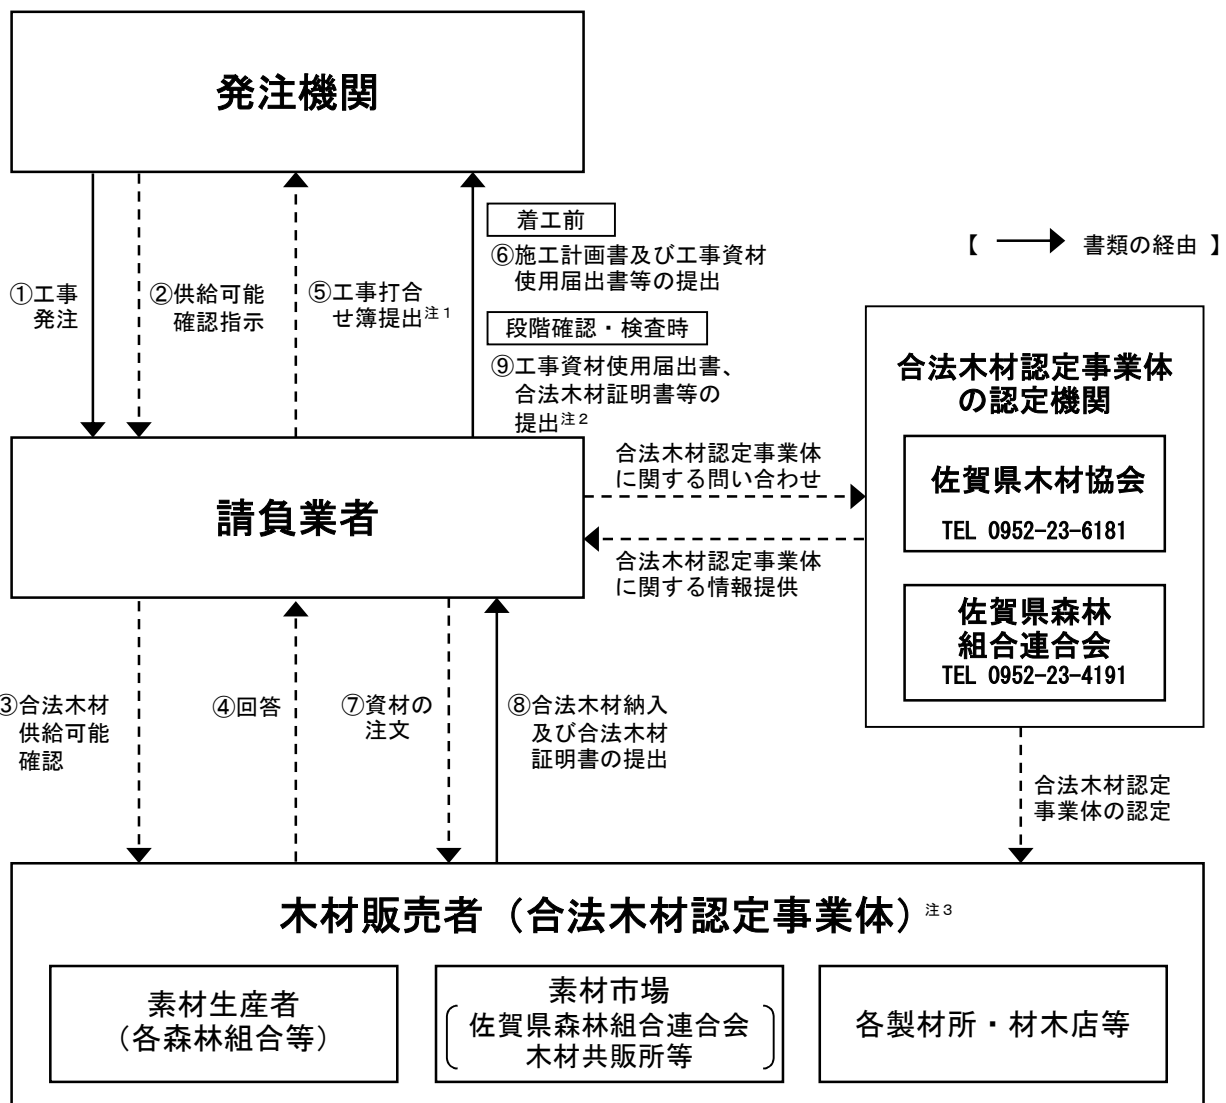 発注機関
①工事
発注
②供給可能
確認指示
⑤工事打合
せ簿提出注1
着工前
⑥施工計画書及び工事資材
使用届出書等の提出
段階確認・検査時
⑨工事資材使用届出書、
合法木材証明書等の
提出注2
【 書類の経由 】
請負業者
合法木材認定事業体
に関する問い合わせ
合法木材認定事業体
に関する情報提供
合法木材認定事業体
の認定機関
佐賀県木材協会
TEL 0952-23-6181
佐賀県森林
組合連合会
TEL 0952-23-4191
③合法木材
供給可能
確認
④回答
⑦資材の
注文
⑧合法木材納入
及び合法木材
証明書の提出
合法木材認定
事業体の認定
木材販売者（合法木材認定事業体）注3
素材生産者
（各森林組合等）
素材市場
佐賀県森林組合連合会
木材共販所等
各製材所・材木店等